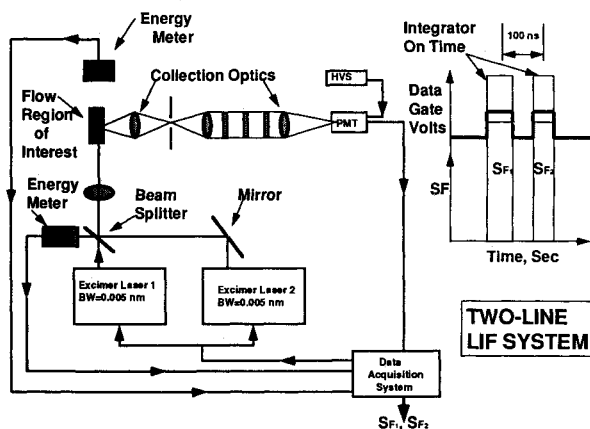 Energy
Meter
Collection Optics
HVS
PMT
Flow
Region
of
Interest
Energy
Meter
Beam
Splitter
Mirror
Excimer Laser 1
BW=0.005 nm
Excimer Laser 2
BW=0.005 nm
Data
Acquisition
System
SF1, SF2
Integrator
On Time
100 ns
Data
Gate
Volts
SF
SF1
SF2
Time, Sec
TWO-LINE
LIF SYSTEM